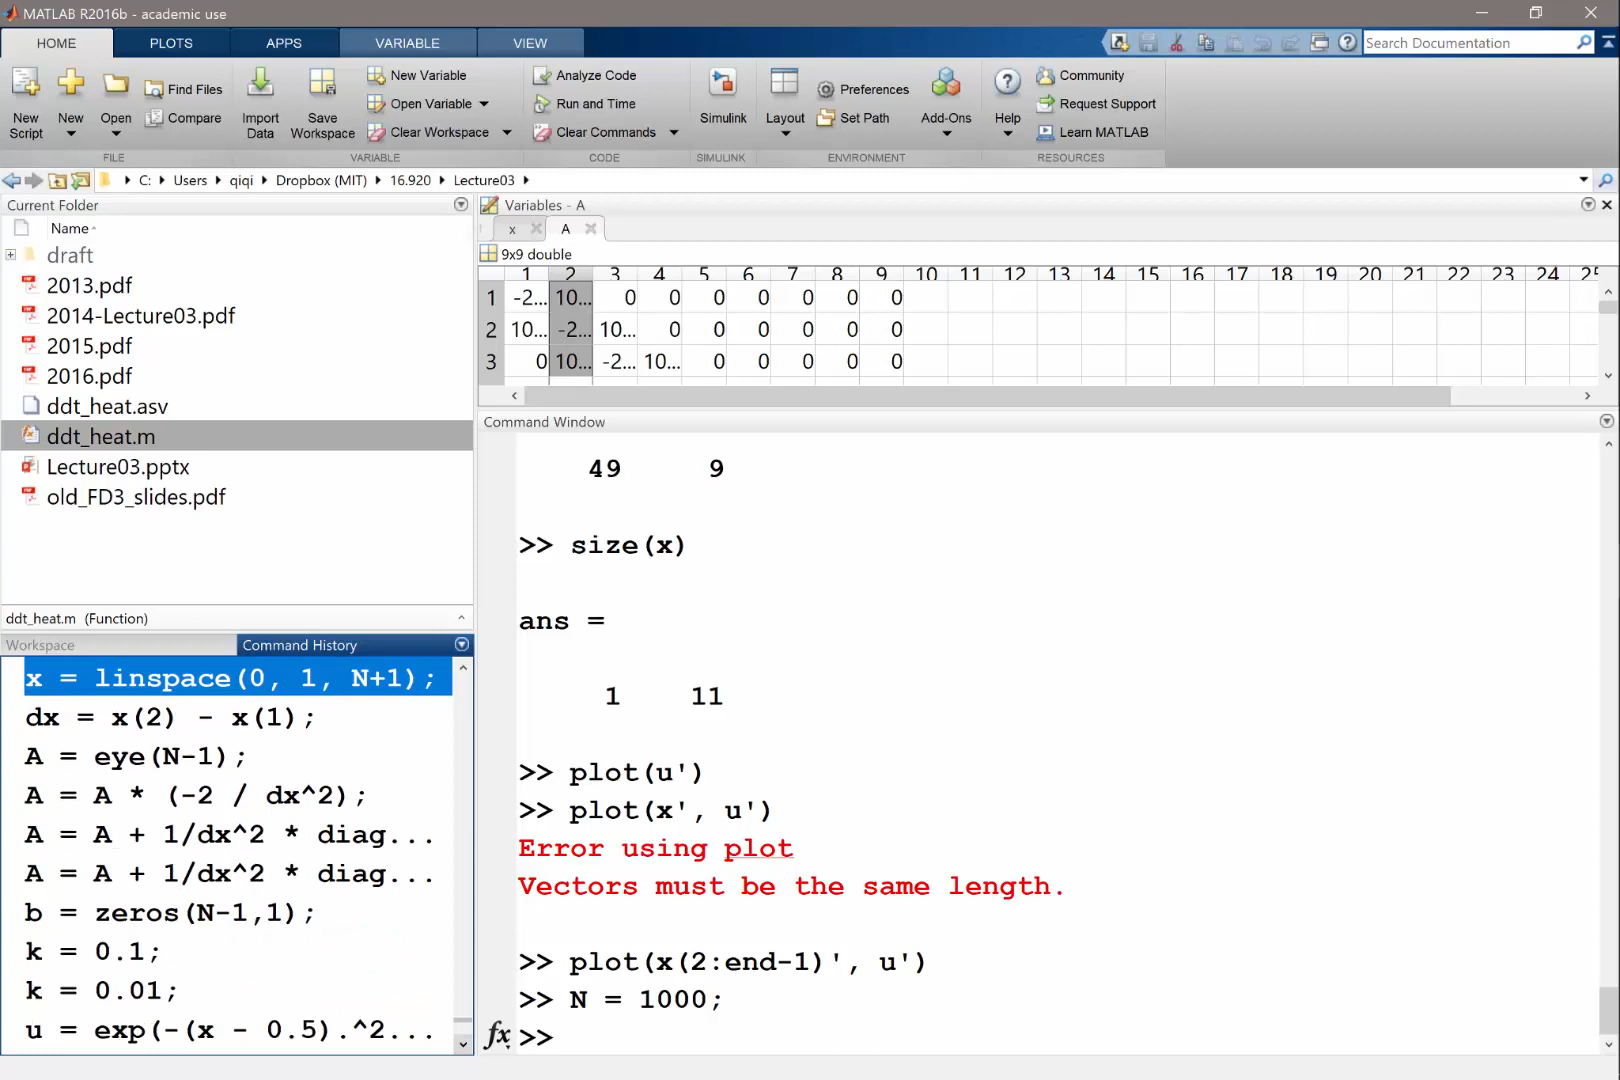 MATLAB R2016b - academic use
HOME PLOTS APPS VARIABLE VIEW
Search Documentation
New Script
New
Open
Find Files
Compare
FILE
Import Data
Save Workspace
New Variable
Open Variable
Clear Workspace
VARIABLE
Analyze Code
Run and Time
Clear Commands
CODE
Simulink
SIMULINK
Layout
Preferences
Set Path
Add-Ons
ENVIRONMENT
Help
Community
Request Support
Learn MATLAB
RESOURCES
C: Users qiqi Dropbox (MIT) 16.920 Lecture03
Current Folder
Name
draft
2013.pdf
2014-Lecture03.pdf
2015.pdf
2016.pdf
ddt_heat.asv
ddt_heat.m
Lecture03.pptx
old_FD3_slides.pdf
ddt_heat.m (Function)
Workspace Command History
x = linspace(0, 1, N+1);
dx = x(2) - x(1);
A = eye(N-1);
A = A * (-2 / dx^2);
A = A + 1/dx^2 * diag...
A = A + 1/dx^2 * diag...
b = zeros(N-1,1);
k = 0.1;
k = 0.01;
u = exp(-(x - 0.5).^2...
Variables - A
x A
9x9 double
1 2 3 4 5 6 7 8 9 10 11 12 13 14 15 16 17 18 19 20 21 22 23 24 25
1 -2... 10... 0 0 0 0 0 0 0
2 10... -2... 10... 0 0 0 0 0 0
3 0 10... -2... 10... 0 0 0 0 0
Command Window
49 9
>> size(x)
ans =
1 11
>> plot(u')
>> plot(x', u')
Error using plot
Vectors must be the same length.
>> plot(x(2:end-1)', u')
>> N = 1000;
fx >>